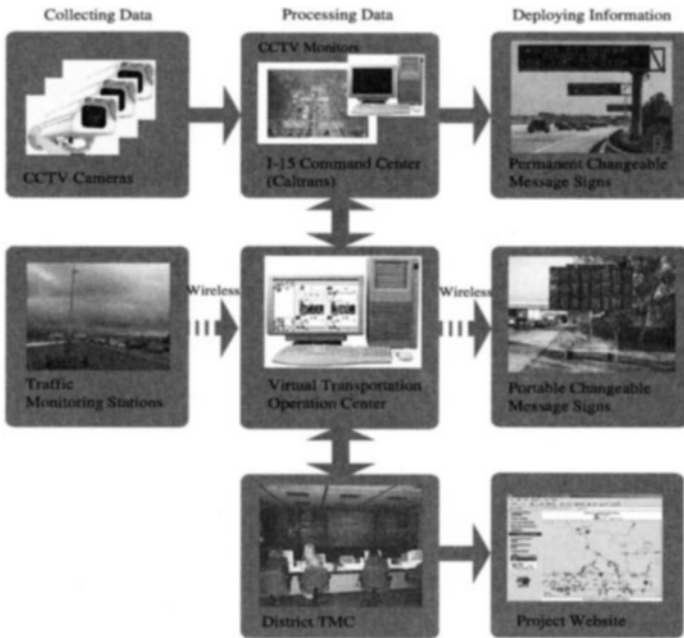 Collecting Data
Processing Data
Deploying Information
CCTV Cameras
CCTV Monitors
I-15 Command Center
(Caltrans)
Permanent Changeable
Message Signs
Traffic
Monitoring Stations
Wireless
Virtual Transportation
Operation Center
Wireless
Portable Changeable
Message Signs
District TMC
Project Website